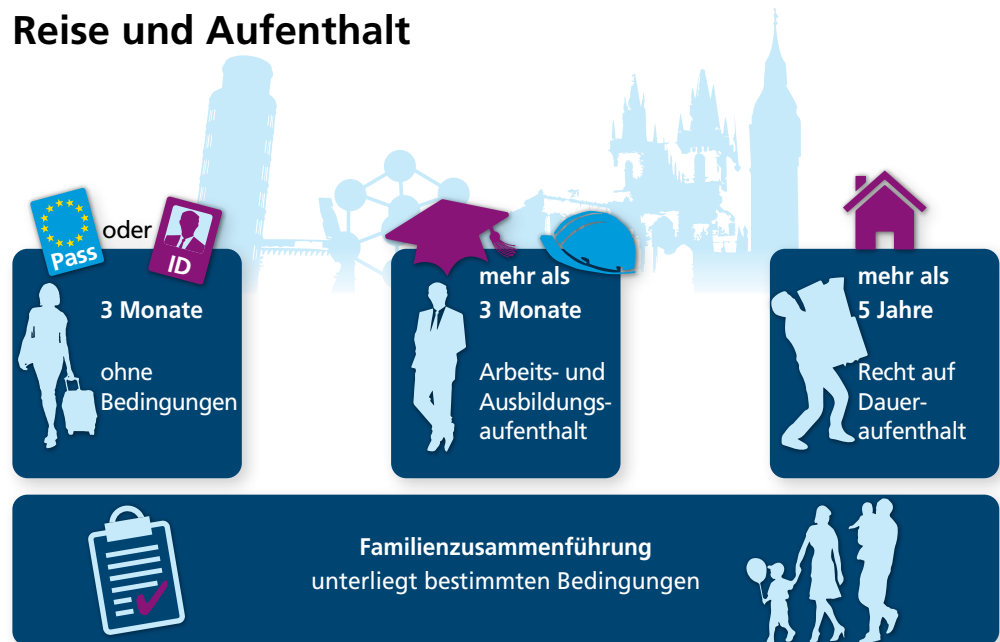 Reise und Aufenthalt
Pass
oder
ID
3 Monate
ohne
Bedingungen
mehr als
3 Monate
Arbeits- und
Ausbildungs-
aufenthalt
mehr als
5 Jahre
Recht auf
Dauer-
aufenthalt
Familienzusammenführung
unterliegt bestimmten Bedingungen